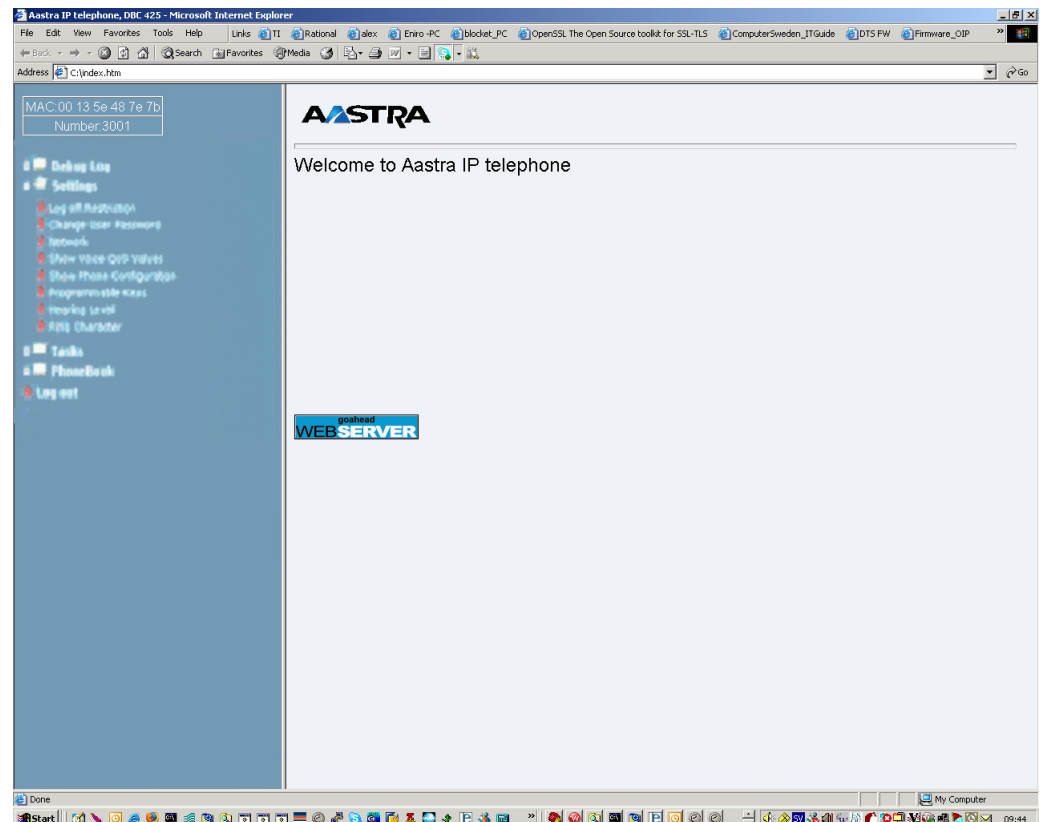 Aastra IP telephone, DBC 425 - Microsoft Internet Explorer
File Edit View Favorites Tools Help Links TI Rational alex Eniro -PC blocket_PC OpenSSL The Open Source toolkit for SSL-TLS ComputerSweden_ITGuide DTS FW Firmware_OIP »
Back Search Favorites Media
Address C:\index.htm Go
MAC:00 13 5e 48 7e 7b
Number:3001
Debug Log
Settings
Log off Restriction
Change User Password
Network
Show Voice QoS Values
Show Phone Configuration
Programmable Keys
Hearing Level
Ring Character
Tasks
PhoneBook
Log out
AASTRA
Welcome to Aastra IP telephone
goahead
WEBSERVER
Done My Computer
Start » 09:44